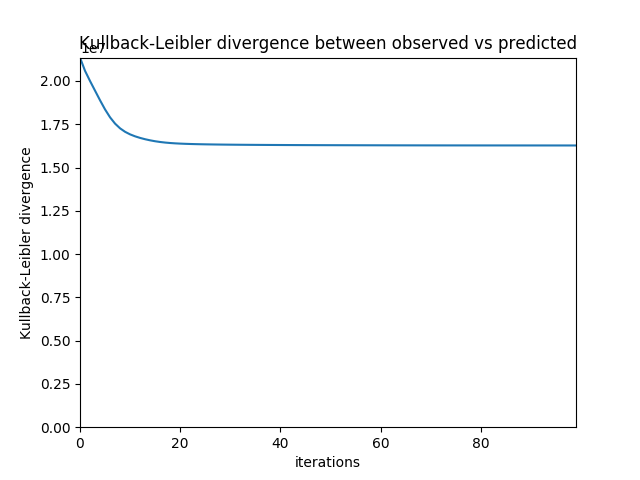 Kullback-Leibler divergence between observed vs predicted
1e7
2.00
1.75
1.50
1.25
1.00
0.75
0.50
0.25
0.00
Kullback-Leibler divergence
0 20 40 60 80
iterations